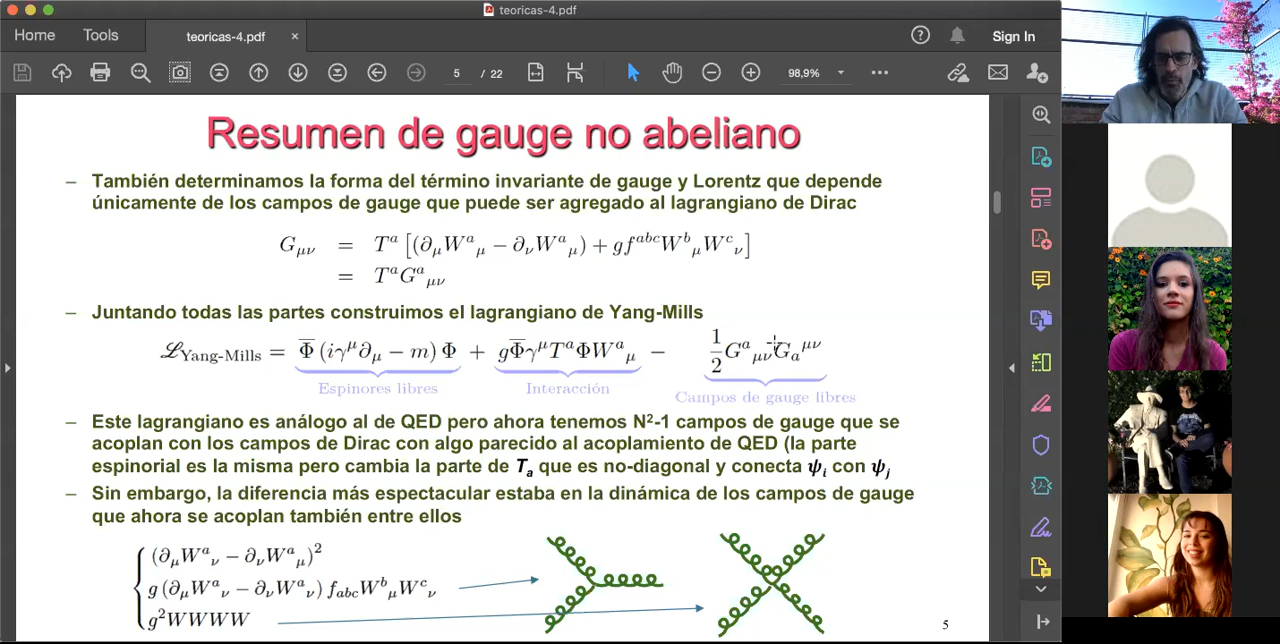 teoricas-4.pdf
Home Tools teoricas-4.pdf × Sign In
5 / 22 98,9%
Resumen de gauge no abeliano
– También determinamos la forma del término invariante de gauge y Lorentz que depende
únicamente de los campos de gauge que puede ser agregado al lagrangiano de Dirac
G_{μν} = T^a [(∂_μ W^a_μ − ∂_ν W^a_μ) + g f^{abc} W^b_μ W^c_ν]
= T^a G^a_{μν}
– Juntando todas las partes construimos el lagrangiano de Yang-Mills
ℒ_{Yang-Mills} = Φ̅ (iγ^μ ∂_μ − m) Φ + gΦ̅γ^μ T^a ΦW^a_μ − 1/2 G^a_{μν} G_a^{μν}
Espinores libres Interacción Campos de gauge libres
– Este lagrangiano es análogo al de QED pero ahora tenemos N²-1 campos de gauge que se
acoplan con los campos de Dirac con algo parecido al acoplamiento de QED (la parte
espinorial es la misma pero cambia la parte de T_a que es no-diagonal y conecta ψ_i con ψ_j
– Sin embargo, la diferencia más espectacular estaba en la dinámica de los campos de gauge
que ahora se acoplan también entre ellos
(∂_μ W^a_ν − ∂_ν W^a_μ)²
g (∂_μ W^a_ν − ∂_ν W^a_ν) f_{abc} W^b_μ W^c_ν
g²WWWW
5